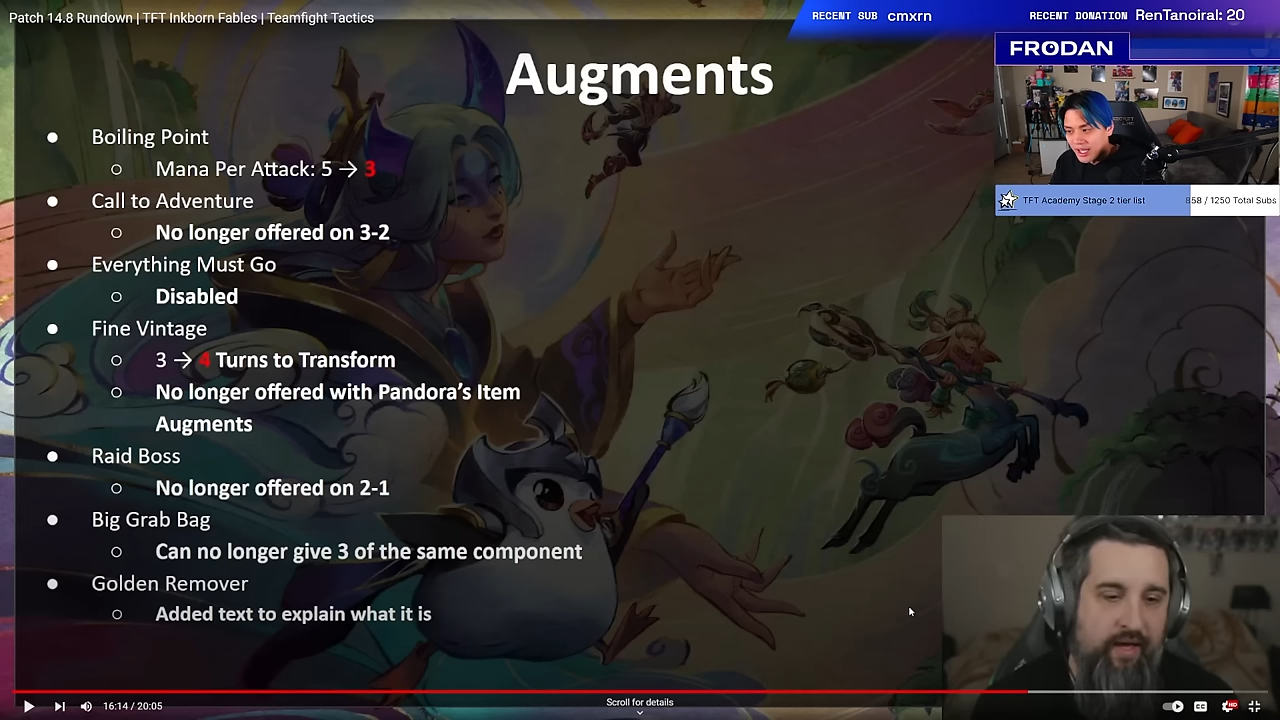 Patch 14.8 Rundown | TFT Inkborn Fables | Teamfight Tactics
RECENT SUB cmxrn
RECENT DONATION RenTanoiral: 20
FRODAN
TFT Academy Stage 2 tier list
858 / 1250 Total Subs
Augments
● Boiling Point
○ Mana Per Attack: 5 → 3
● Call to Adventure
○ No longer offered on 3-2
● Everything Must Go
○ Disabled
● Fine Vintage
○ 3 → 4 Turns to Transform
○ No longer offered with Pandora’s Item
Augments
● Raid Boss
○ No longer offered on 2-1
● Big Grab Bag
○ Can no longer give 3 of the same component
● Golden Remover
○ Added text to explain what it is
Scroll for details
16:14 / 20:05
CC
HD